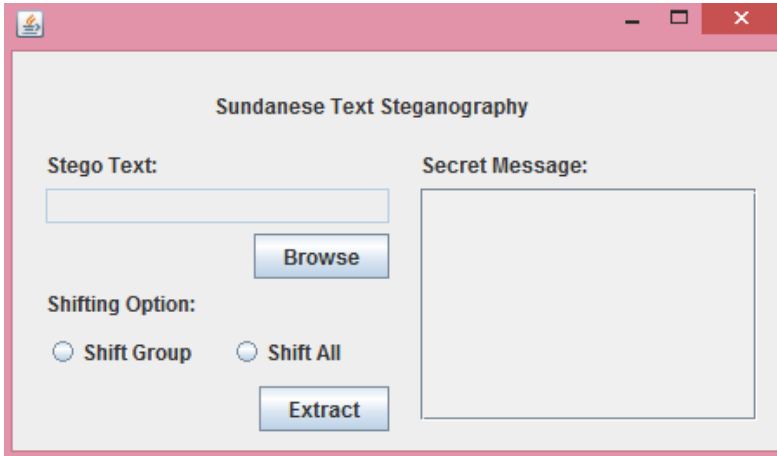 Sundanese Text Steganography
Stego Text:
Secret Message:
Browse
Shifting Option:
Shift Group
Shift All
Extract